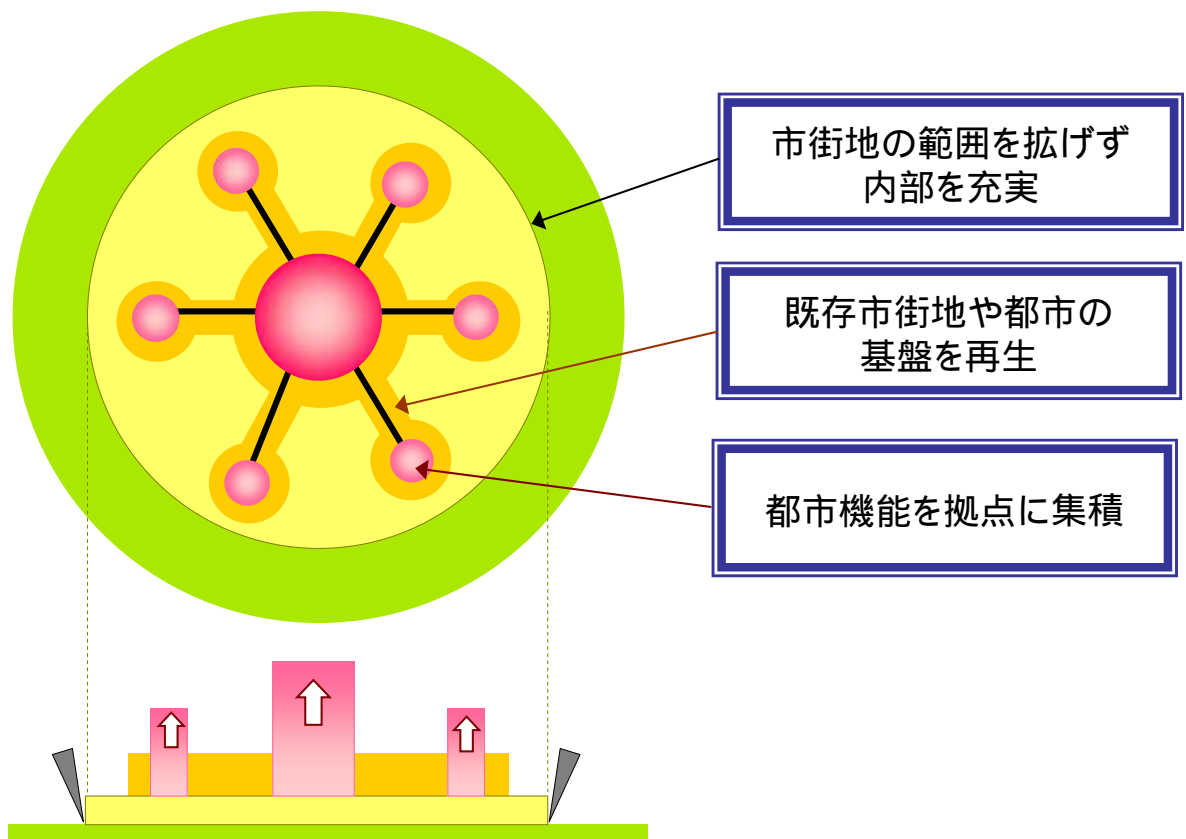 市街地の範囲を拡げず
内部を充実
既存市街地や都市の
基盤を再生
都市機能を拠点に集積